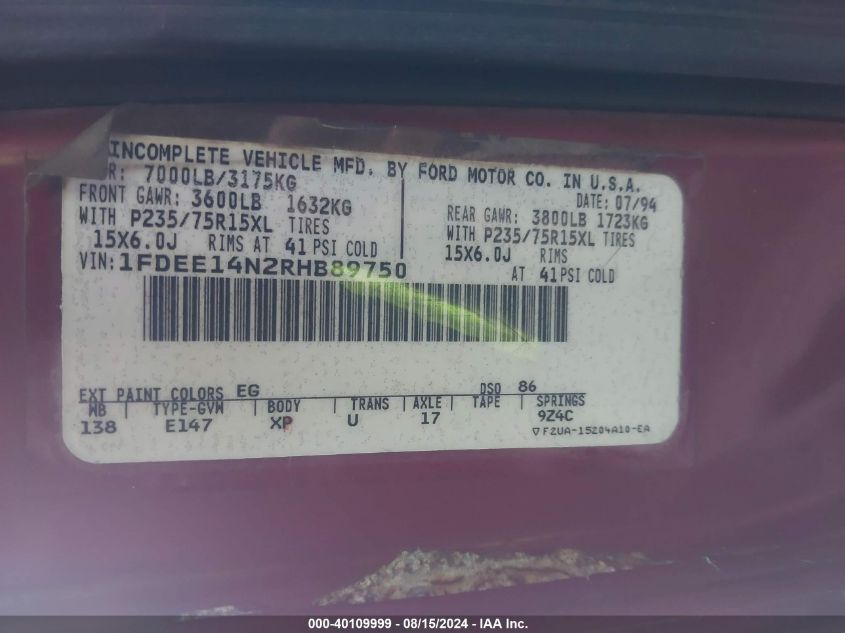 INCOMPLETE VEHICLE MFD. BY FORD MOTOR CO. IN U.S.A.
R: 7000LB/3175KG DATE: 07/94
FRONT GAWR: 3600LB 1632KG REAR GAWR: 3800LB 1723KG
WITH P235/75R15XL TIRES WITH P235/75R15XL TIRES
15X6.0J RIMS AT 41 PSI COLD 15X6.0J RIMS
VIN: 1FDEE14N2RHB89750 AT 41 PSI COLD
EXT PAINT COLORS EG DSO 86
WB | TYPE-GVW | BODY | TRANS | AXLE | TAPE | SPRINGS
138 E147 XP U 17 9Z4C
▽ F2UA-15204A10-EA
000-40109999 - 08/15/2024 - IAA Inc.